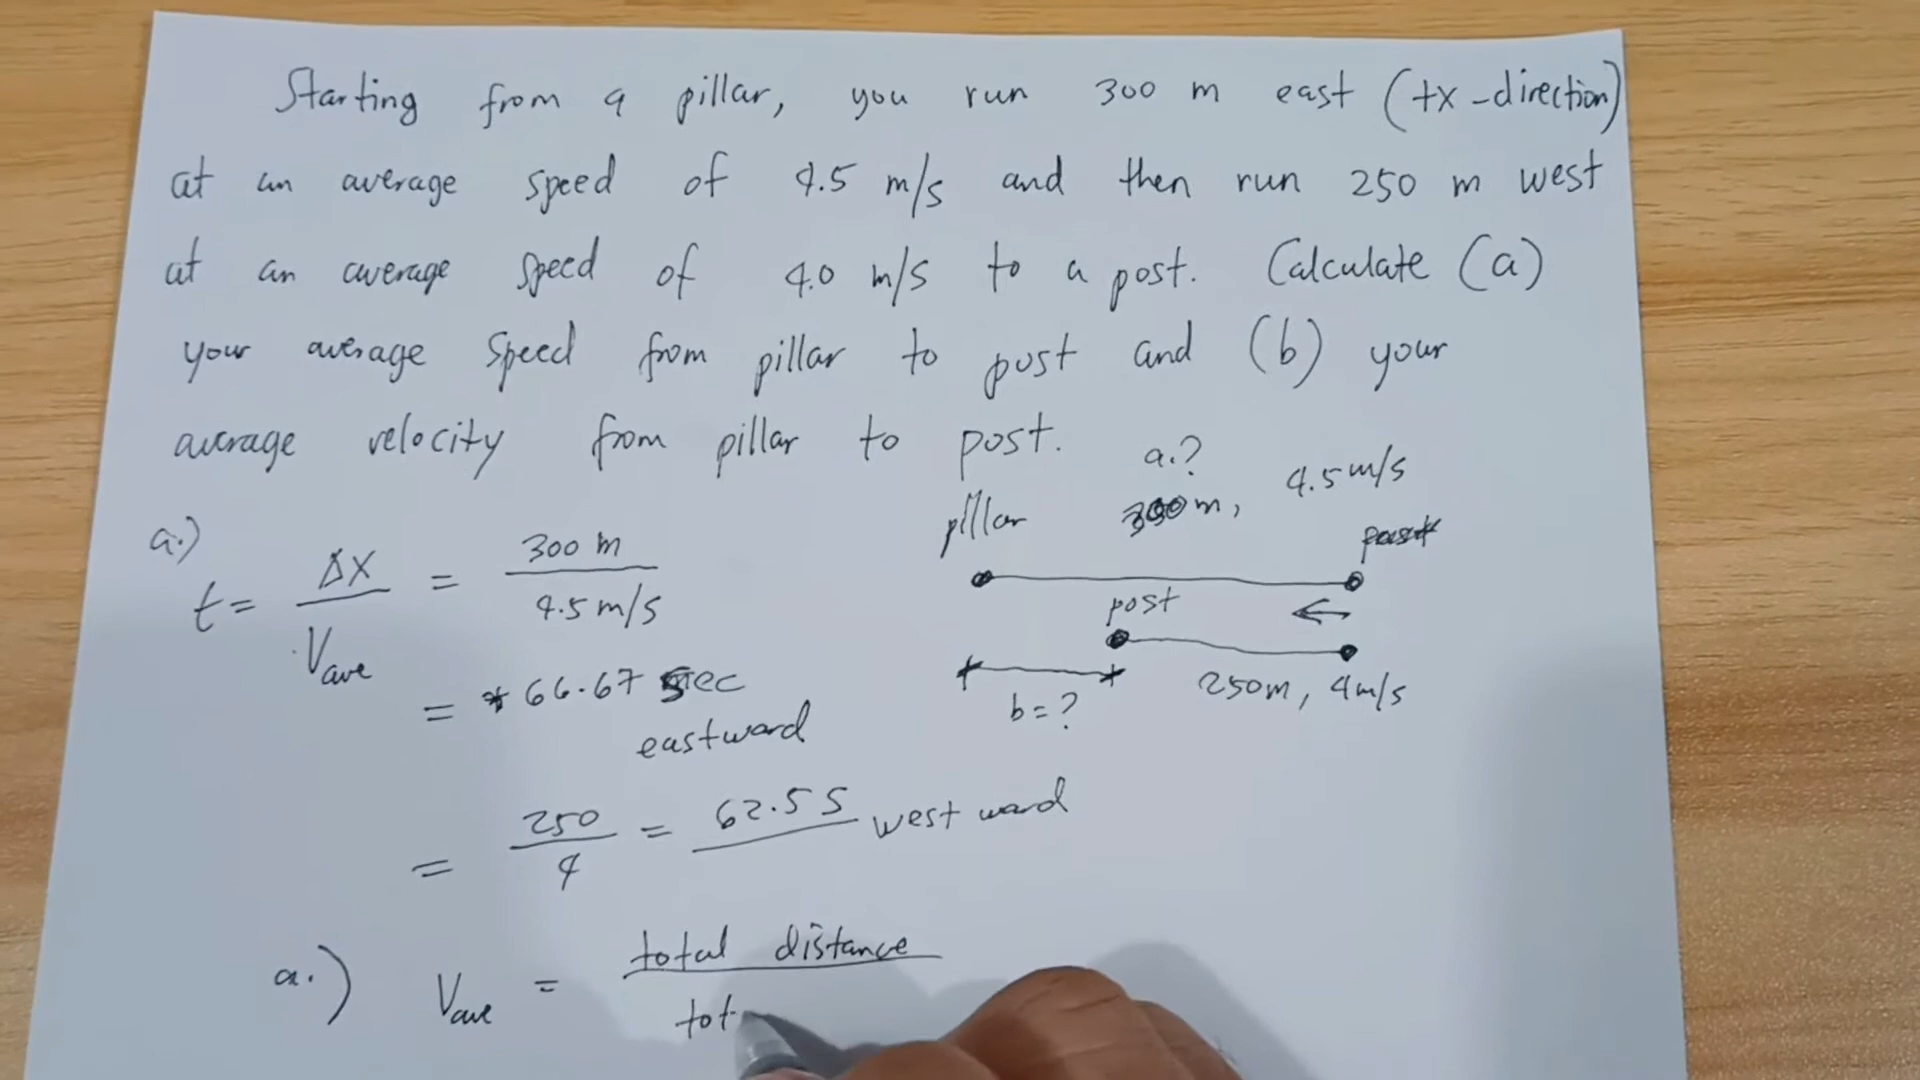 Starting from a pillar, you run 300 m east (+x-direction)
at an average speed of 4.5 m/s and then run 250 m west
at an average speed of 4.0 m/s to a post. Calculate (a)
your average speed from pillar to post and (b) your
average velocity from pillar to post.
a.?
pillar 300m, 4.5 m/s
post
post
250m, 4m/s
b = ?
a.)
t = Δx / Vave = 300 m / 4.5 m/s
= 66.67 sec
eastward
= 250 / 4 = 62.5 s westward
a.) Vave = total distance
tot